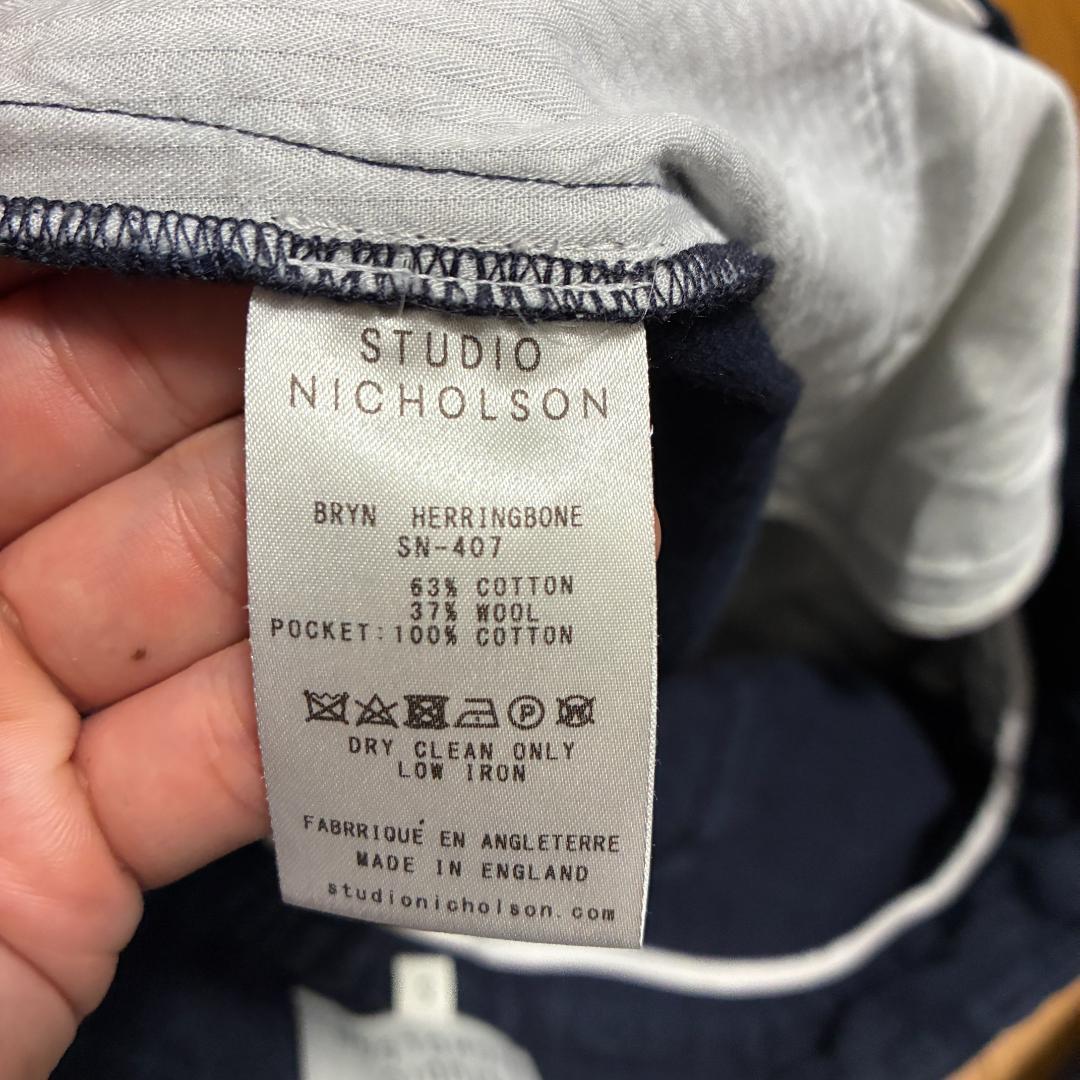 STUDIO
NICHOLSON
BRYN HERRINGBONE
SN-407
63% COTTON
37% WOOL
POCKET:100% COTTON
P W
DRY CLEAN ONLY
LOW IRON
FABRRIQUÉ EN ANGLETERRE
MADE IN ENGLAND
studionicholson.com